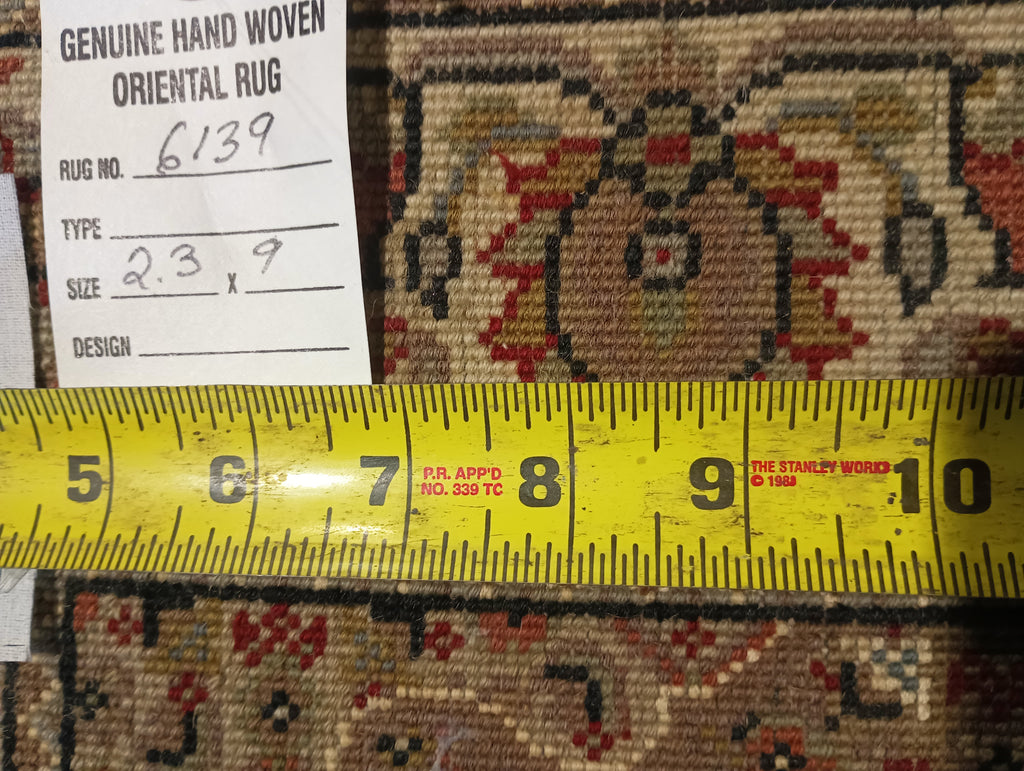 GENUINE HAND WOVEN
ORIENTAL RUG
RUG NO. 6139
TYPE
SIZE 2.3 X 9
DESIGN
5 6 7 8 9 10
P.R. APP'D
NO. 339 TC
THE STANLEY WORKS
© 1988